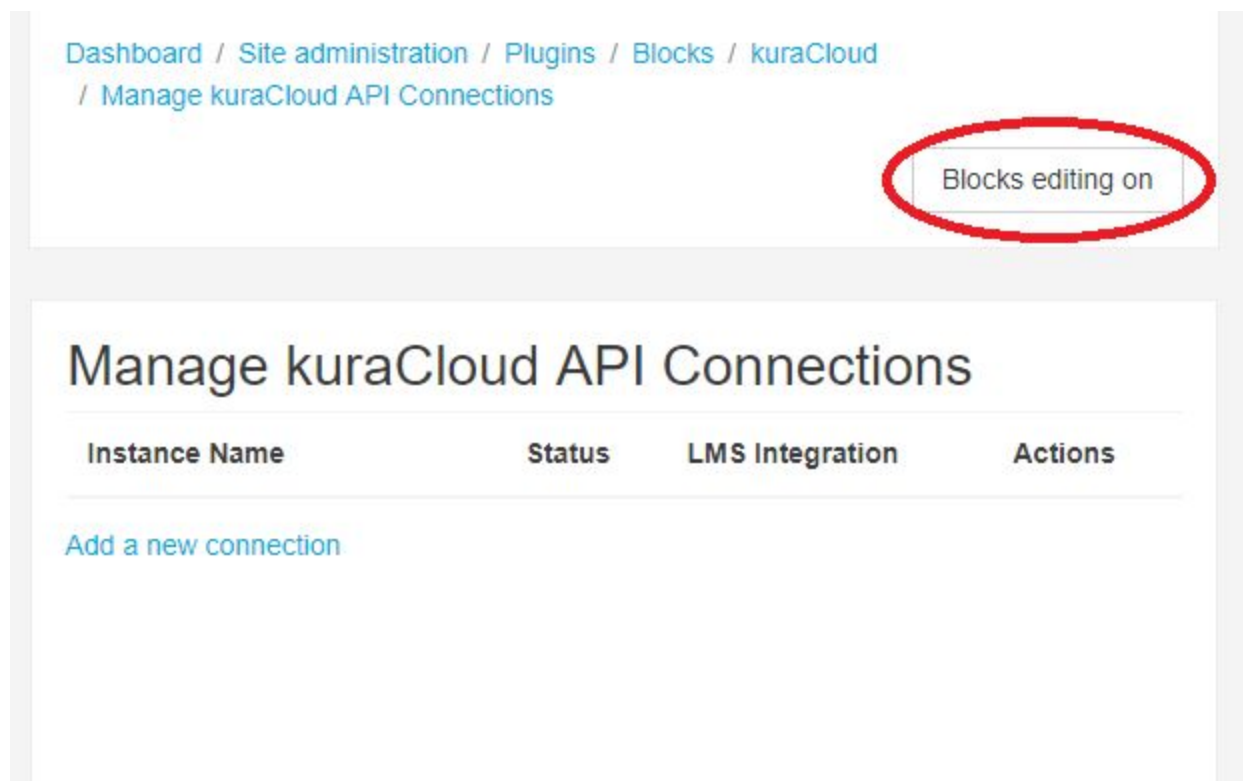 Dashboard / Site administration / Plugins / Blocks / kuraCloud
/ Manage kuraCloud API Connections
Blocks editing on
Manage kuraCloud API Connections
Instance Name Status LMS Integration Actions
Add a new connection